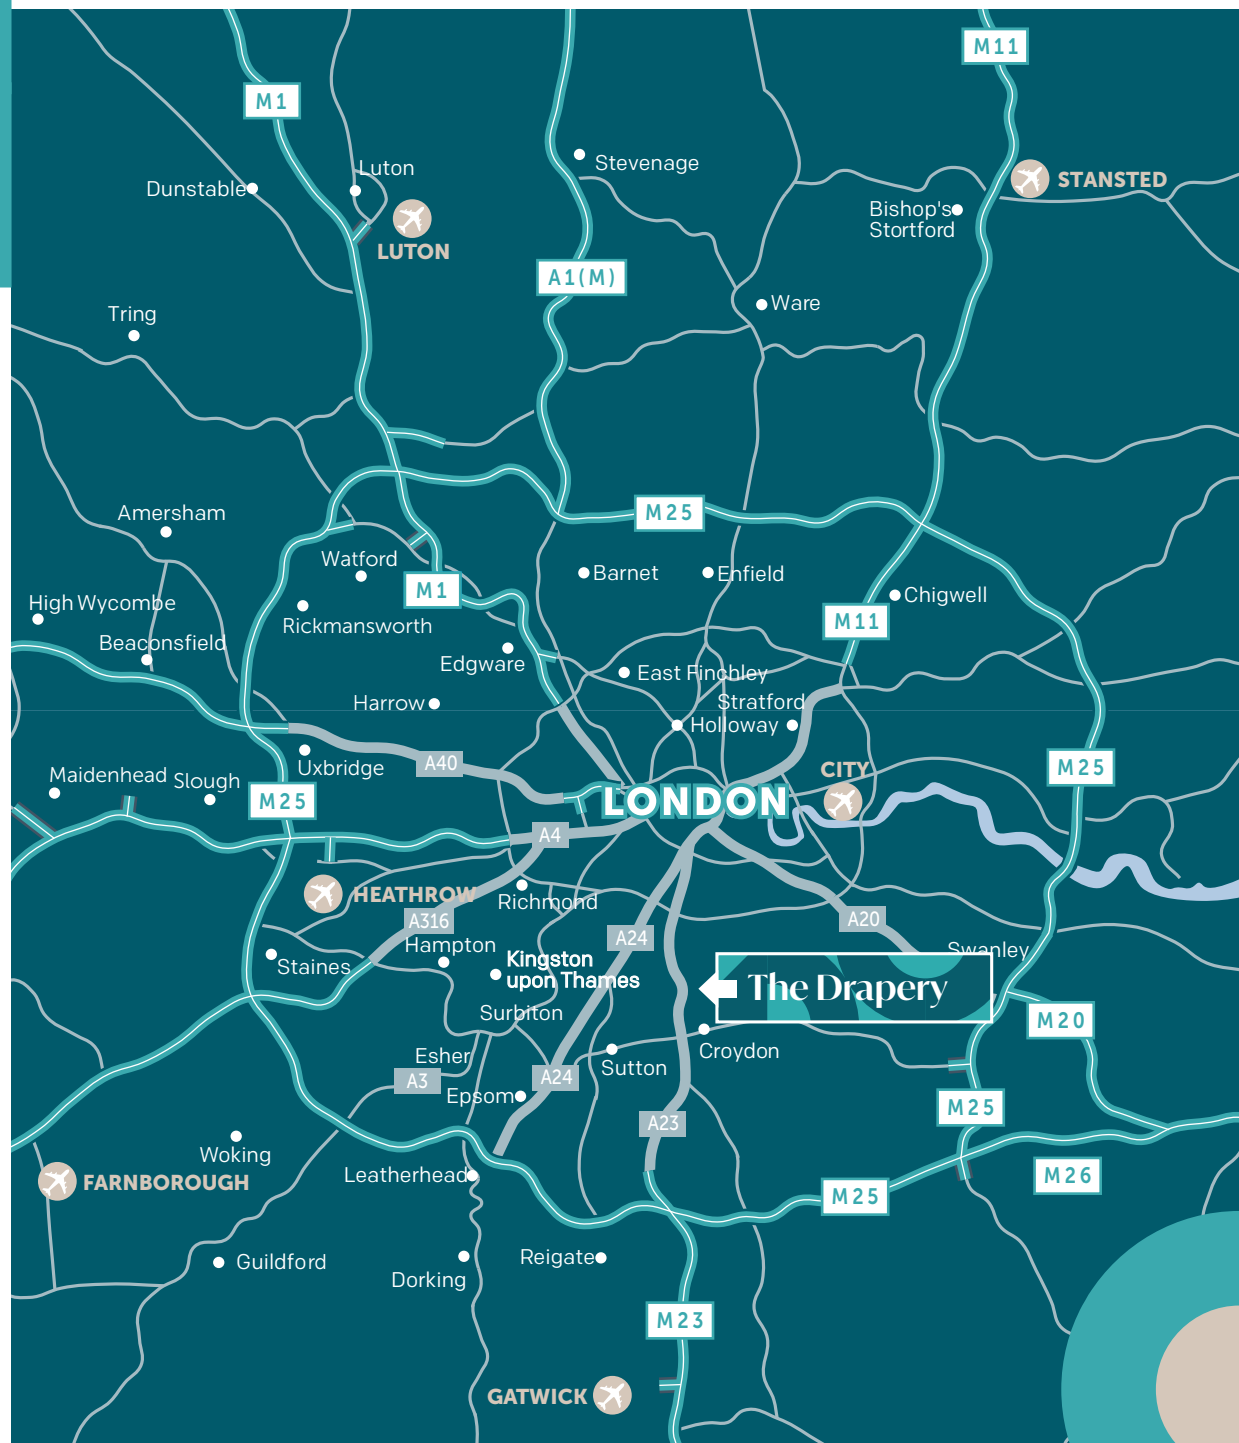 M11
M1
Stevenage
Luton
Dunstable
STANSTED
Bishop's
Stortford
LUTON
A1(M)
Ware
Tring
Amersham
M25
Watford
Barnet
Enfield
M1
Chigwell
High Wycombe
Rickmansworth
M11
Beaconsfield
Edgware
East Finchley
Harrow
Stratford
Holloway
A40
Uxbridge
CITY
M25
Maidenhead
Slough
M25
LONDON
A4
HEATHROW
Richmond
A316
A20
A24
Hampton
Swanley
Kingston
upon Thames
Staines
The Drapery
Surbiton
M20
Esher
Croydon
Sutton
A3
A24
Epsom
M25
A23
Woking
Leatherhead
M26
FARNBOROUGH
M25
Guildford
Reigate
Dorking
M23
GATWICK